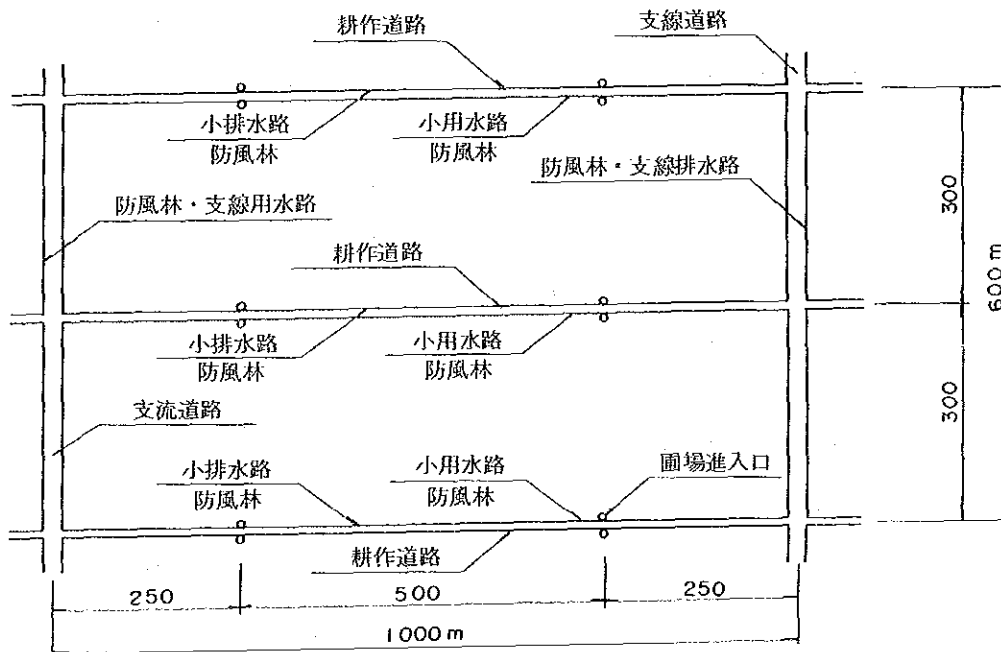 耕作道路
支線道路
小排水路
防風林
小用水路
防風林
防風林・支線排水路
防風林・支線用水路
300
600m
耕作道路
小排水路
防風林
小用水路
防風林
300
支流道路
小排水路
防風林
小用水路
防風林
圃場進入口
耕作道路
250
500
250
1000m